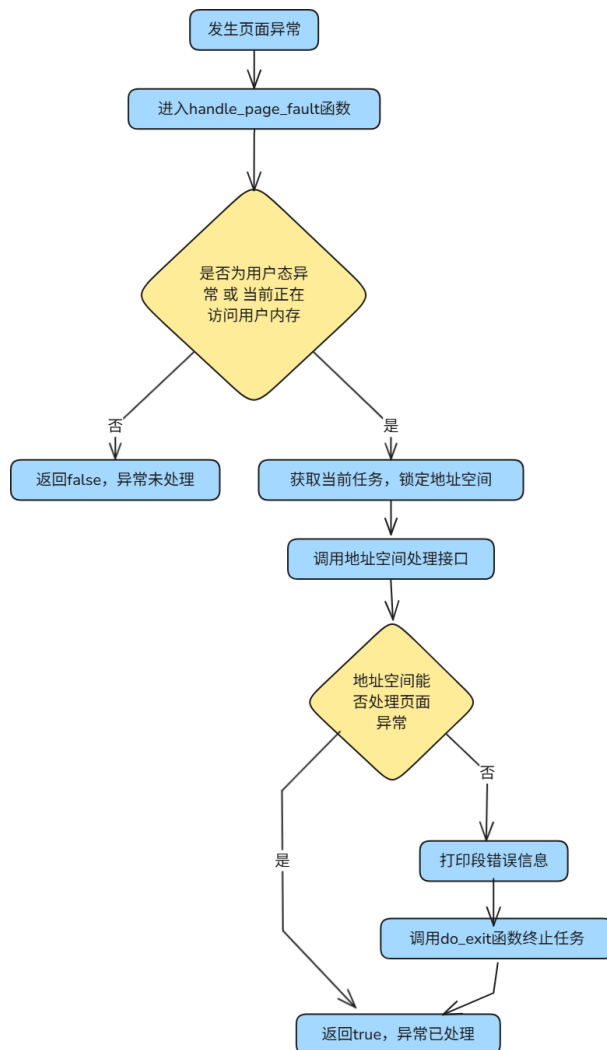 发生页面异常
进入handle_page_fault函数
是否为用户态异
常 或 当前正在
访问用户内存
否
是
返回false，异常未处理
获取当前任务，锁定地址空间
调用地址空间处理接口
地址空间能
否处理页面
异常
否
是
打印段错误信息
调用do_exit函数终止任务
返回true，异常已处理